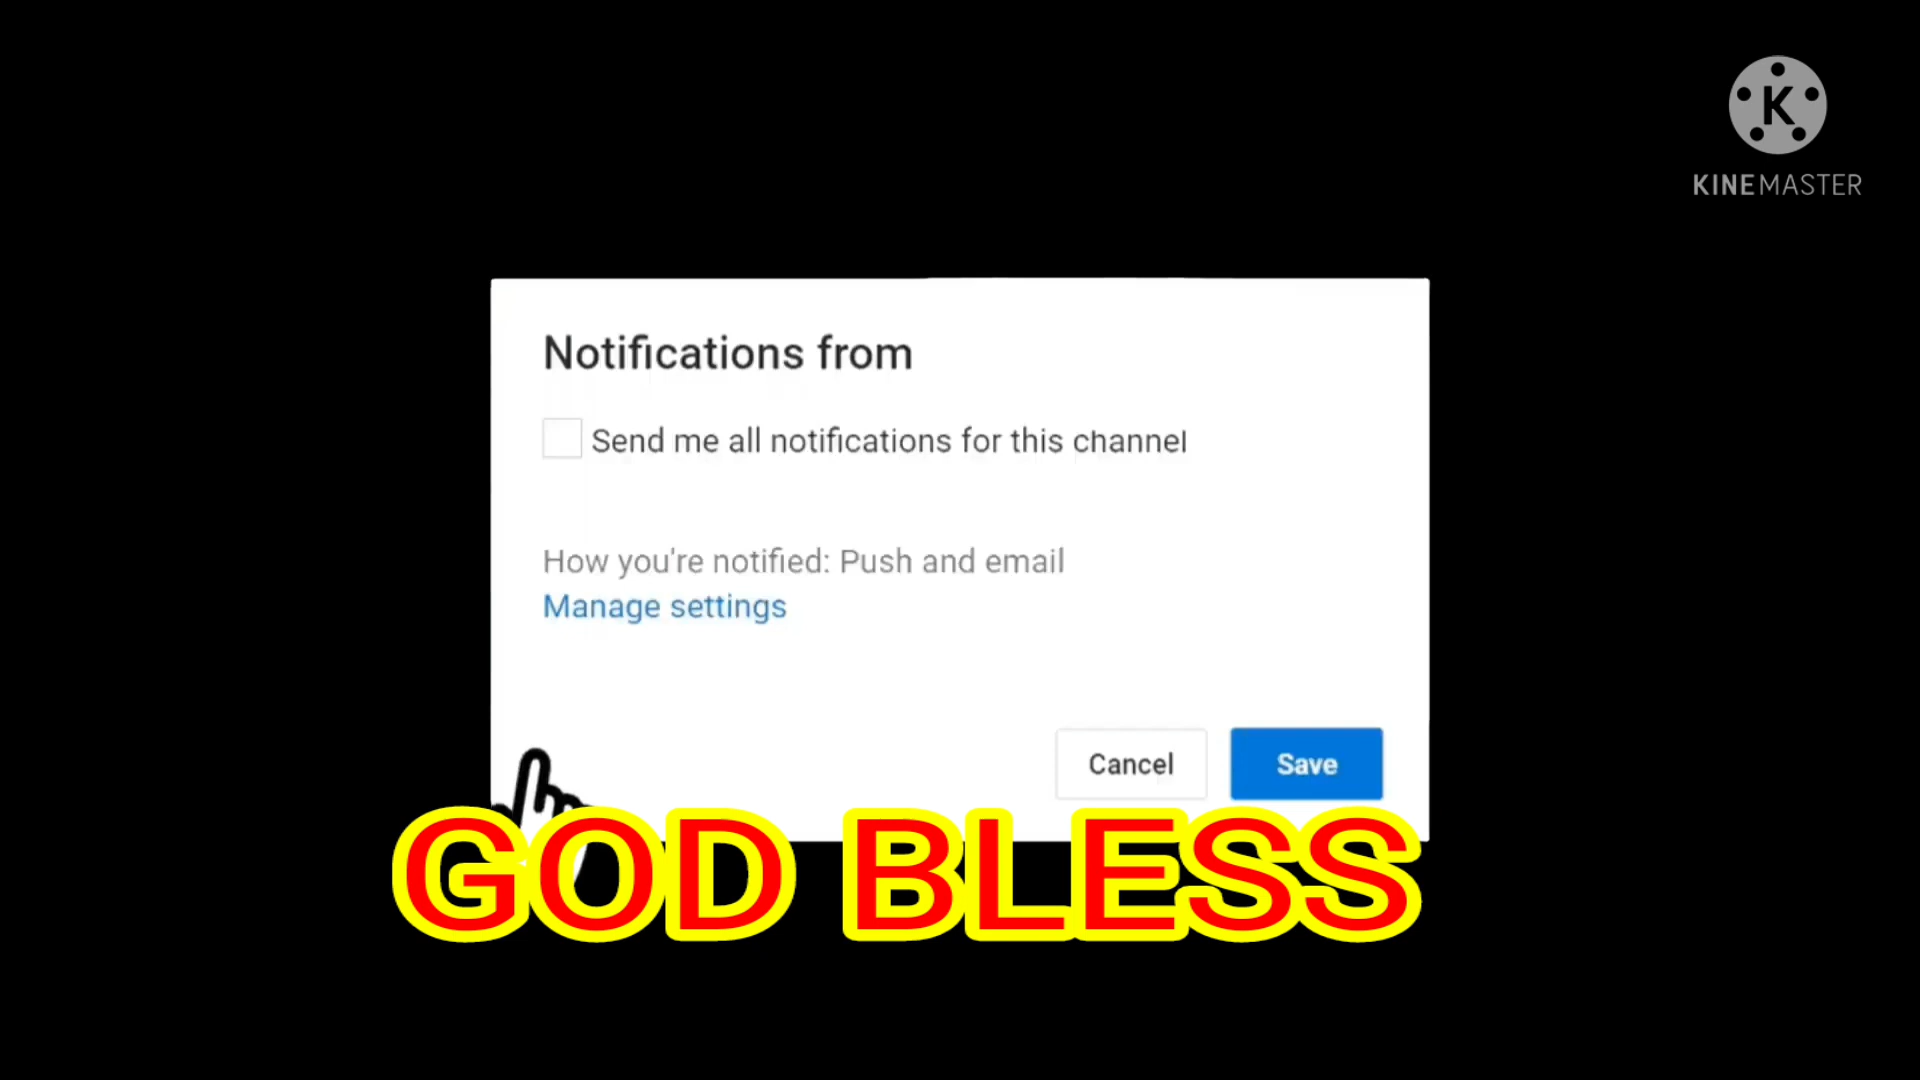 K
KINEMASTER
Notifications from
Send me all notifications for this channel
How you're notified: Push and email
Manage settings
Cancel
Save
GOD BLESS